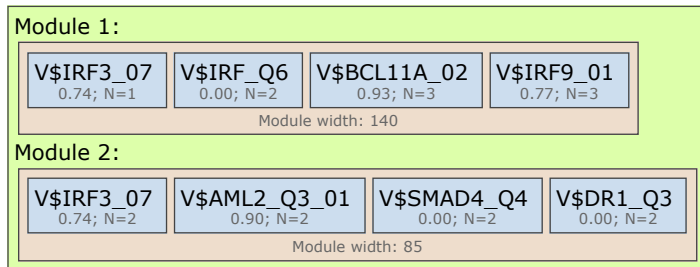 Module 1:
V$IRF3_07 V$IRF_Q6 V$BCL11A_02 V$IRF9_01
0.74; N=1 0.00; N=2 0.93; N=3 0.77; N=3
Module width: 140
Module 2:
V$IRF3_07 V$AML2_Q3_01 V$SMAD4_Q4 V$DR1_Q3
0.74; N=2 0.90; N=2 0.00; N=2 0.00; N=2
Module width: 85